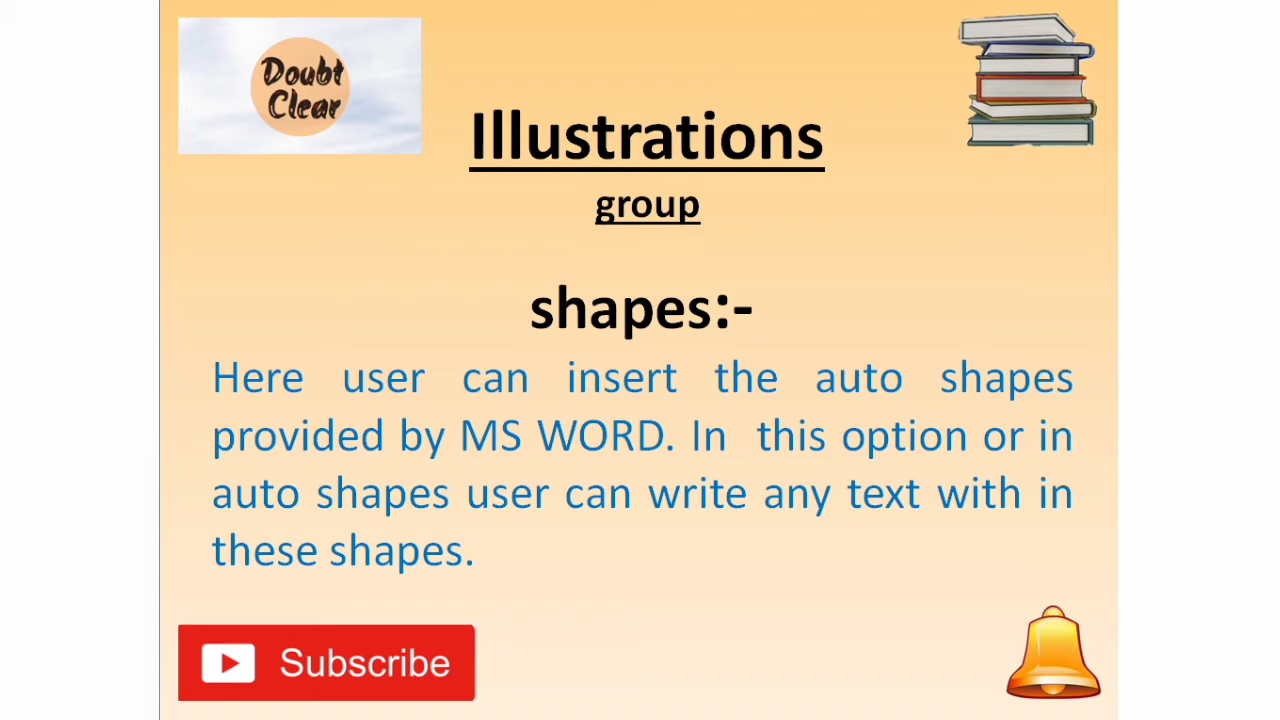 Doubt
Clear
Illustrations
group
shapes:-
Here user can insert the auto shapes
provided by MS WORD. In this option or in
auto shapes user can write any text with in
these shapes.
Subscribe